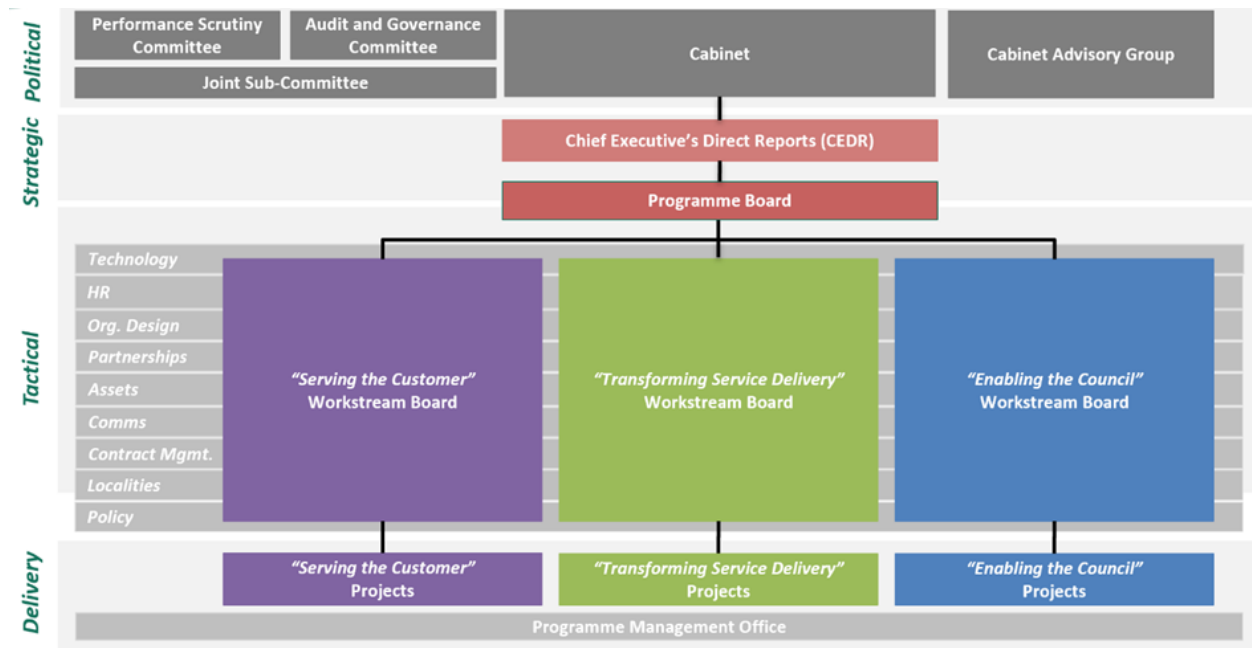 Political
Performance Scrutiny
Committee
Audit and Governance
Committee
Joint Sub-Committee
Cabinet
Cabinet Advisory Group
Strategic
Chief Executive’s Direct Reports (CEDR)
Programme Board
Tactical
Technology
HR
Org. Design
Partnerships
Assets
Comms
Contract Mgmt.
Localities
Policy
“Serving the Customer”
Workstream Board
“Transforming Service Delivery”
Workstream Board
“Enabling the Council”
Workstream Board
Delivery
“Serving the Customer”
Projects
“Transforming Service Delivery”
Projects
“Enabling the Council”
Projects
Programme Management Office